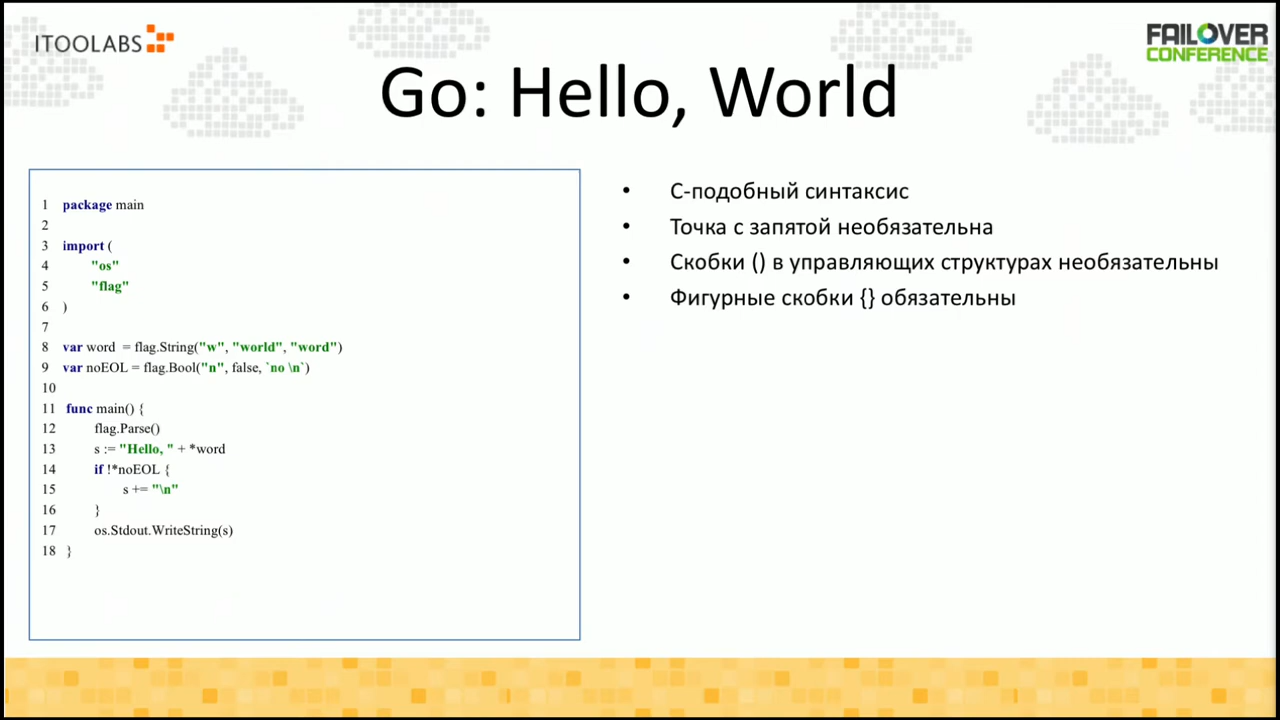 ITOOLABS
FAILOVER
CONFERENCE
Go: Hello, World
1 package main
2
3 import (
4 "os"
5 "flag"
6 )
7
8 var word = flag.String("w", "world", "word")
9 var noEOL = flag.Bool("n", false, `no \n`)
10
11 func main() {
12 flag.Parse()
13 s := "Hello, " + *word
14 if !*noEOL {
15 s += "\n"
16 }
17 os.Stdout.WriteString(s)
18 }
• С-подобный синтаксис
• Точка с запятой необязательна
• Скобки () в управляющих структурах необязательны
• Фигурные скобки {} обязательны